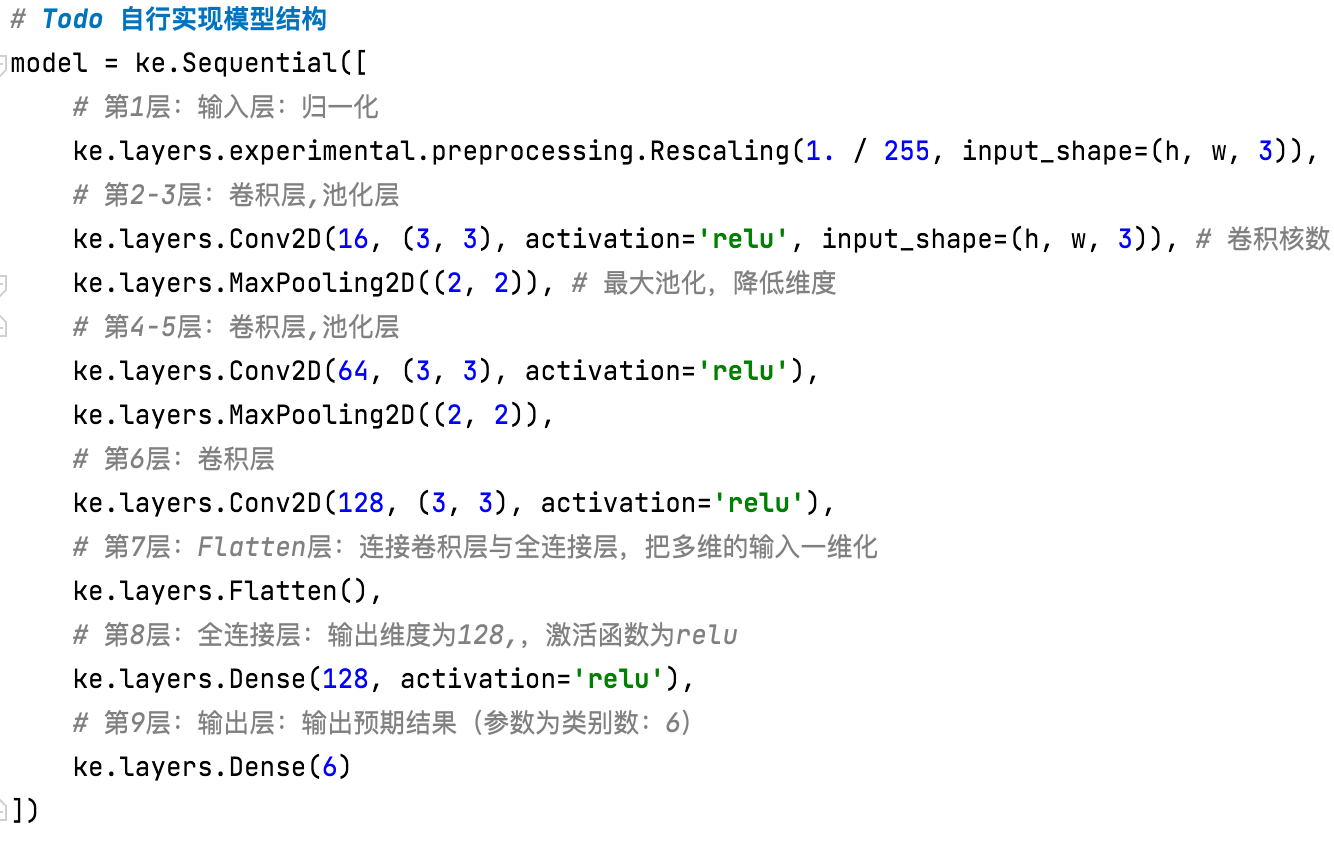 # Todo 自行实现模型结构
model = ke.Sequential([
    # 第1层：输入层：归一化
    ke.layers.experimental.preprocessing.Rescaling(1. / 255, input_shape=(h, w, 3)),
    # 第2-3层：卷积层,池化层
    ke.layers.Conv2D(16, (3, 3), activation='relu', input_shape=(h, w, 3)), # 卷积核数
    ke.layers.MaxPooling2D((2, 2)), # 最大池化，降低维度
    # 第4-5层：卷积层,池化层
    ke.layers.Conv2D(64, (3, 3), activation='relu'),
    ke.layers.MaxPooling2D((2, 2)),
    # 第6层：卷积层
    ke.layers.Conv2D(128, (3, 3), activation='relu'),
    # 第7层：Flatten层：连接卷积层与全连接层，把多维的输入一维化
    ke.layers.Flatten(),
    # 第8层：全连接层：输出维度为128,，激活函数为relu
    ke.layers.Dense(128, activation='relu'),
    # 第9层：输出层：输出预期结果（参数为类别数：6）
    ke.layers.Dense(6)
])